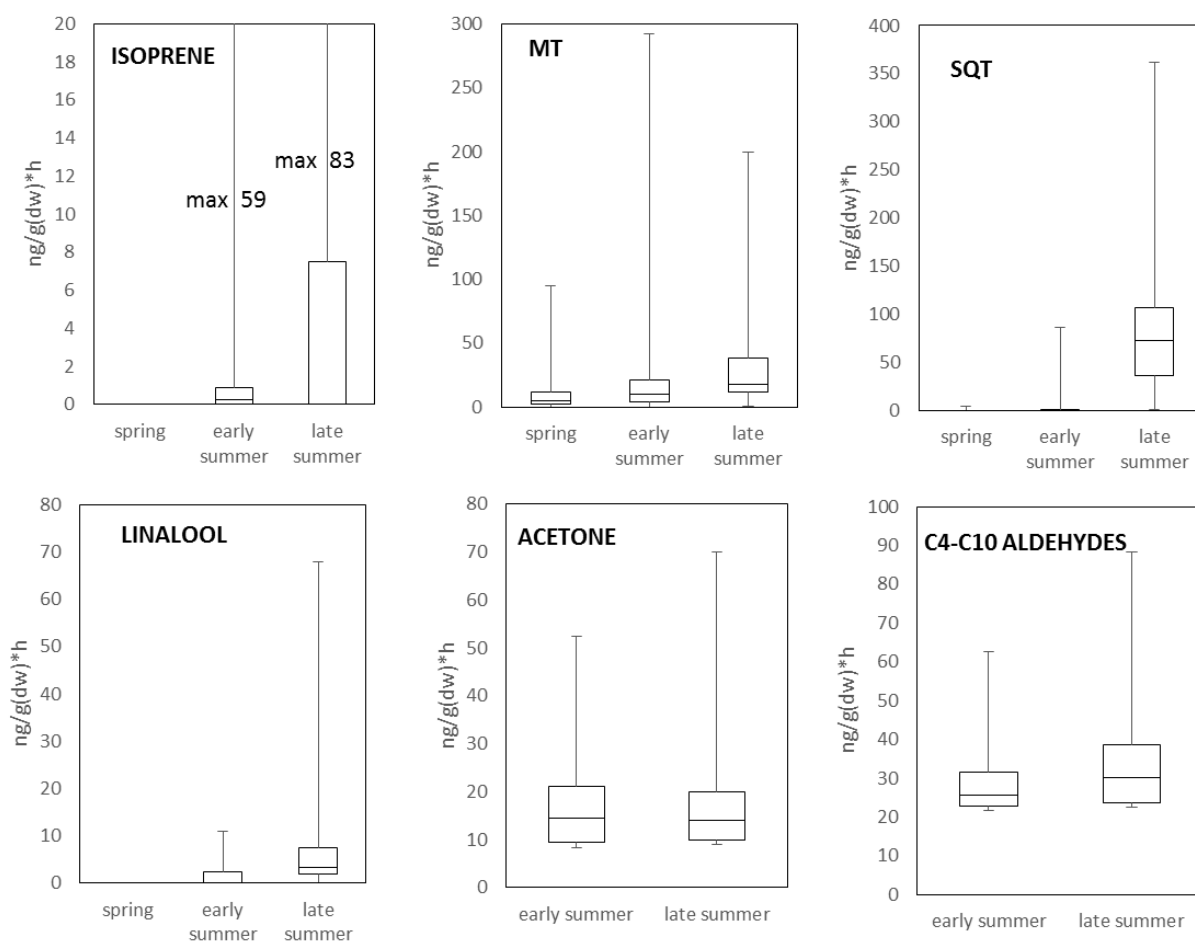 ISOPRENE
ng/g(dw)*h
20
18
16
14
12
10
8
6
4
2
0
max 59
max 83
spring
early
summer
late
summer
MT
ng/g(dw)*h
300
250
200
150
100
50
0
spring
early
summer
late
summer
SQT
ng/g(dw)*h
400
350
300
250
200
150
100
50
0
spring
early
summer
late
summer
LINALOOL
ng/g(dw)*h
80
70
60
50
40
30
20
10
0
spring
early
summer
late
summer
ACETONE
ng/g(dw)*h
80
70
60
50
40
30
20
10
0
early summer
late summer
C4-C10 ALDEHYDES
ng/g(dw)*h
100
90
80
70
60
50
40
30
20
10
0
early summer
late summer